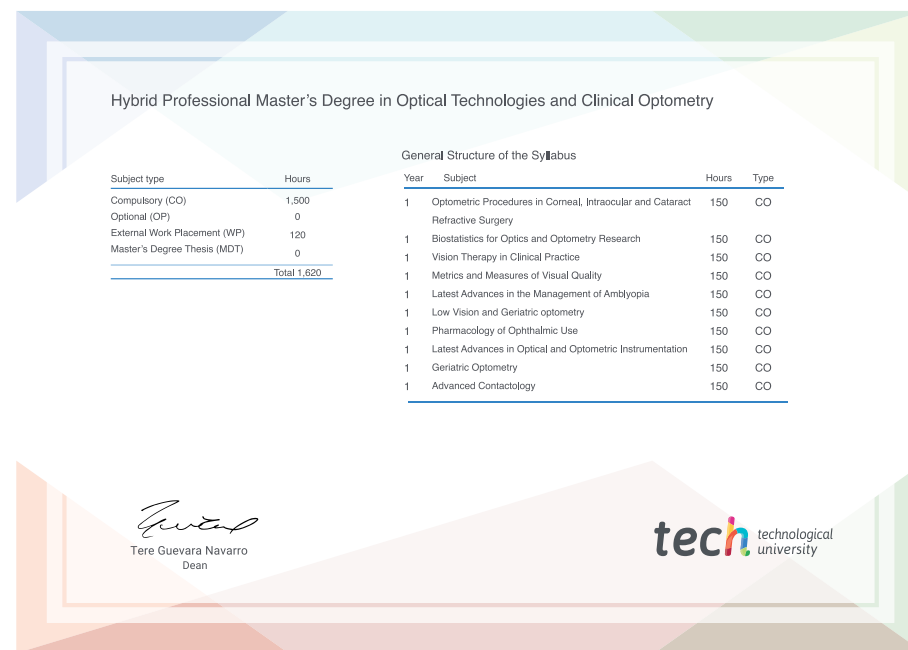 Hybrid Professional Master's Degree in Optical Technologies and Clinical Optometry
Subject type Hours
Compulsory (CO) 1,500
Optional (OP) 0
External Work Placement (WP) 120
Master's Degree Thesis (MDT) 0
Total 1,620
General Structure of the Syllabus
Year Subject Hours Type
1 Optometric Procedures in Corneal, Intraocular and Cataract 150 CO
Refractive Surgery
1 Biostatistics for Optics and Optometry Research 150 CO
1 Vision Therapy in Clinical Practice 150 CO
1 Metrics and Measures of Visual Quality 150 CO
1 Latest Advances in the Management of Amblyopia 150 CO
1 Low Vision and Geriatric optometry 150 CO
1 Pharmacology of Ophthalmic Use 150 CO
1 Latest Advances in Optical and Optometric Instrumentation 150 CO
1 Geriatric Optometry 150 CO
1 Advanced Contactology 150 CO
Tere Guevara Navarro
Dean
tech technological
university